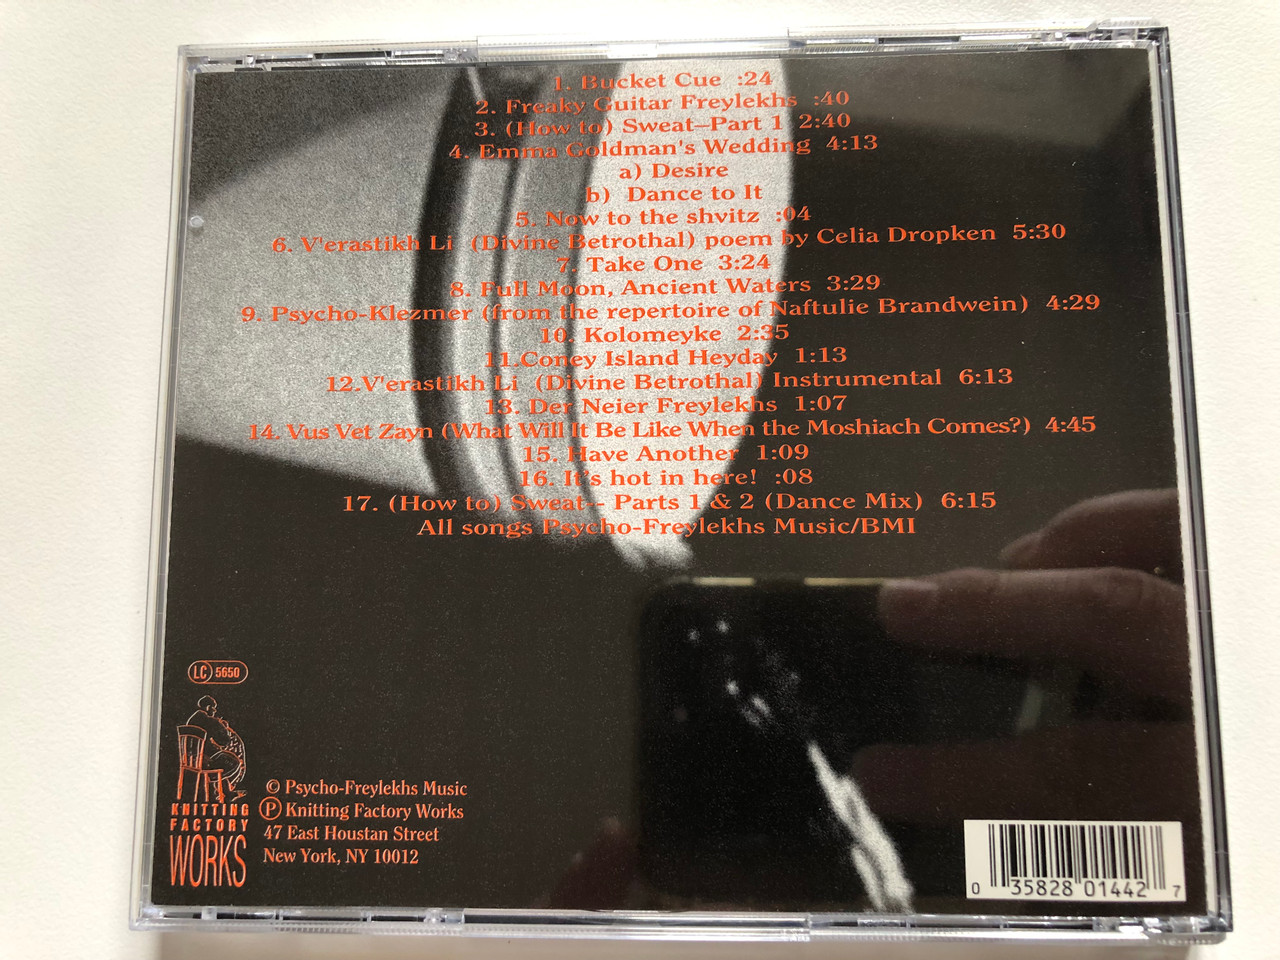 1. Bucket Cue :24
2. Freaky Guitar Freylekhs :40
3. (How to) Sweat—Part 1 2:40
4. Emma Goldman's Wedding 4:13
a) Desire
b) Dance to It
5. Now to the shvitz :04
6. V'erastikh Li (Divine Betrothal) poem by Celia Dropken 5:30
7. Take One 3:24
8. Full Moon, Ancient Waters 3:29
9. Psycho-Klezmer (from the repertoire of Naftulie Brandwein) 4:29
10. Kolomeyke 2:35
11.Coney Island Heyday 1:13
12.V'erastikh Li (Divine Betrothal) Instrumental 6:13
13. Der Neier Freylekhs 1:07
14. Vus Vet Zayn (What Will It Be Like When the Moshiach Comes?) 4:45
15. Have Another 1:09
16. It's hot in here! :08
17. (How to) Sweat-- Parts 1 & 2 (Dance Mix) 6:15
All songs Psycho-Freylekhs Music/BMI
LC 5650
KNITTING
FACTORY
WORKS
© Psycho-Freylekhs Music
Ⓟ Knitting Factory Works
47 East Houstan Street
New York, NY 10012
0 35828 01442 7